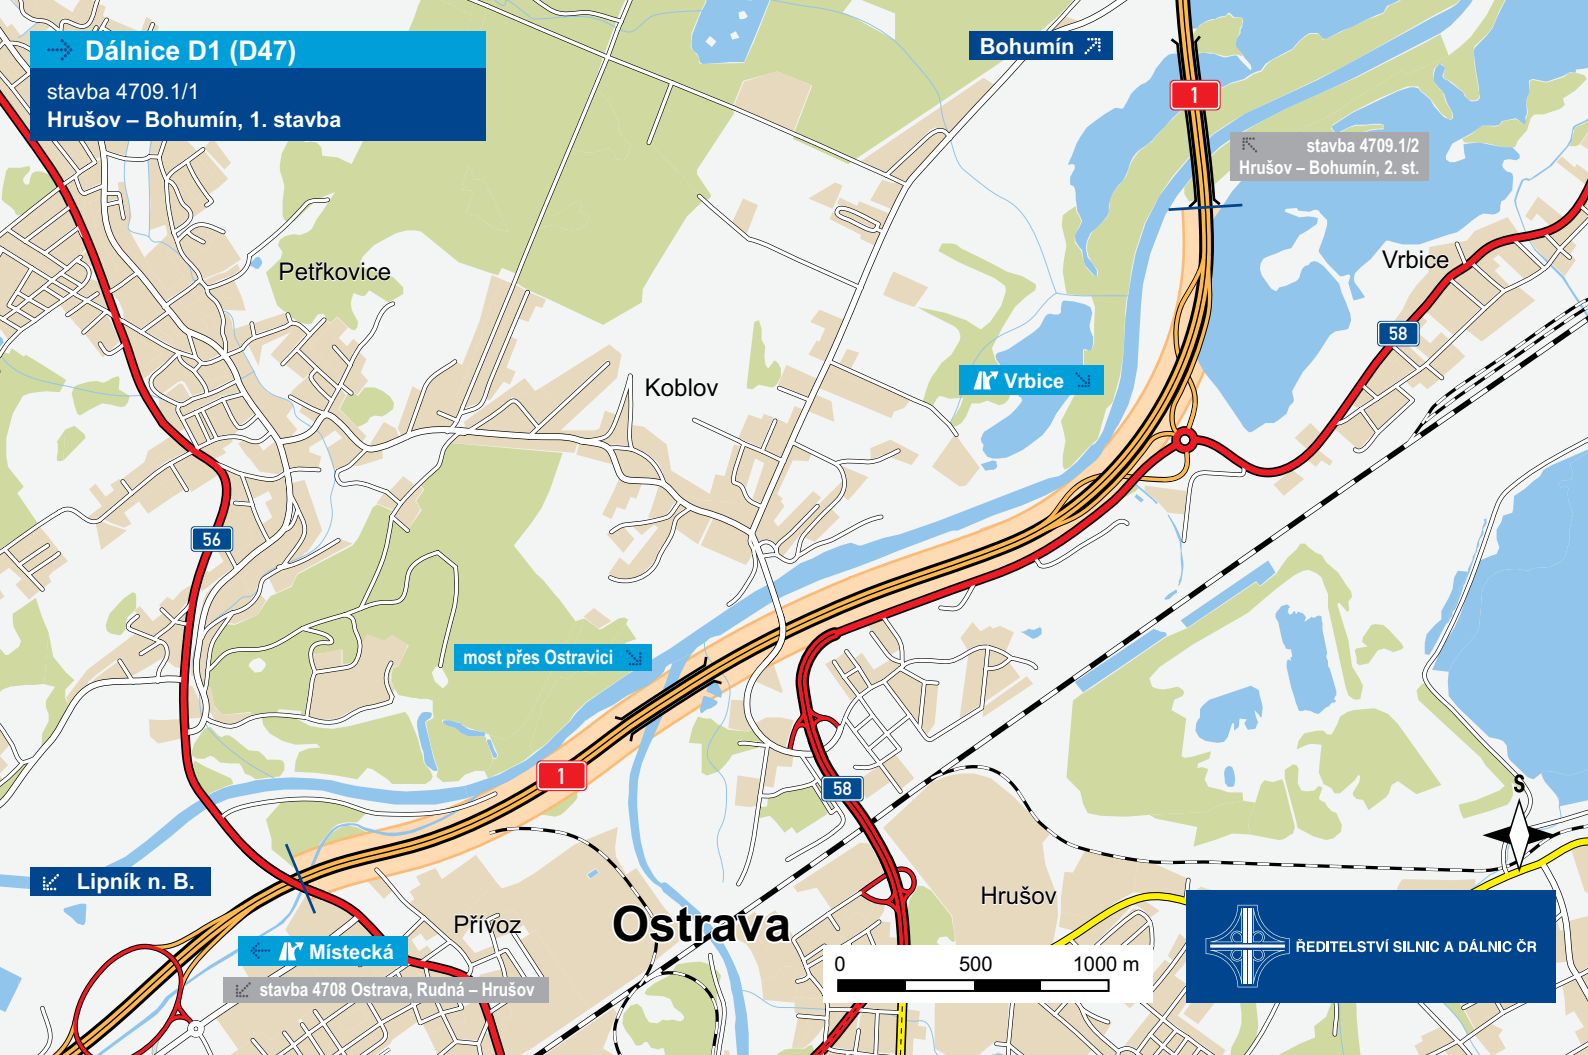 Dálnice D1 (D47)
stavba 4709.1/1
Hrušov – Bohumín, 1. stavba
Bohumín
1
stavba 4709.1/2
Hrušov – Bohumín, 2. st.
Petřkovice
Vrbice
58
Koblov
Vrbice
56
most přes Ostravici
1
58
S
Lipník n. B.
Hrušov
Přívoz
Ostrava
Místecká
stavba 4708 Ostrava, Rudná – Hrušov
0 500 1000 m
ŘEDITELSTVÍ SILNIC A DÁLNIC ČR